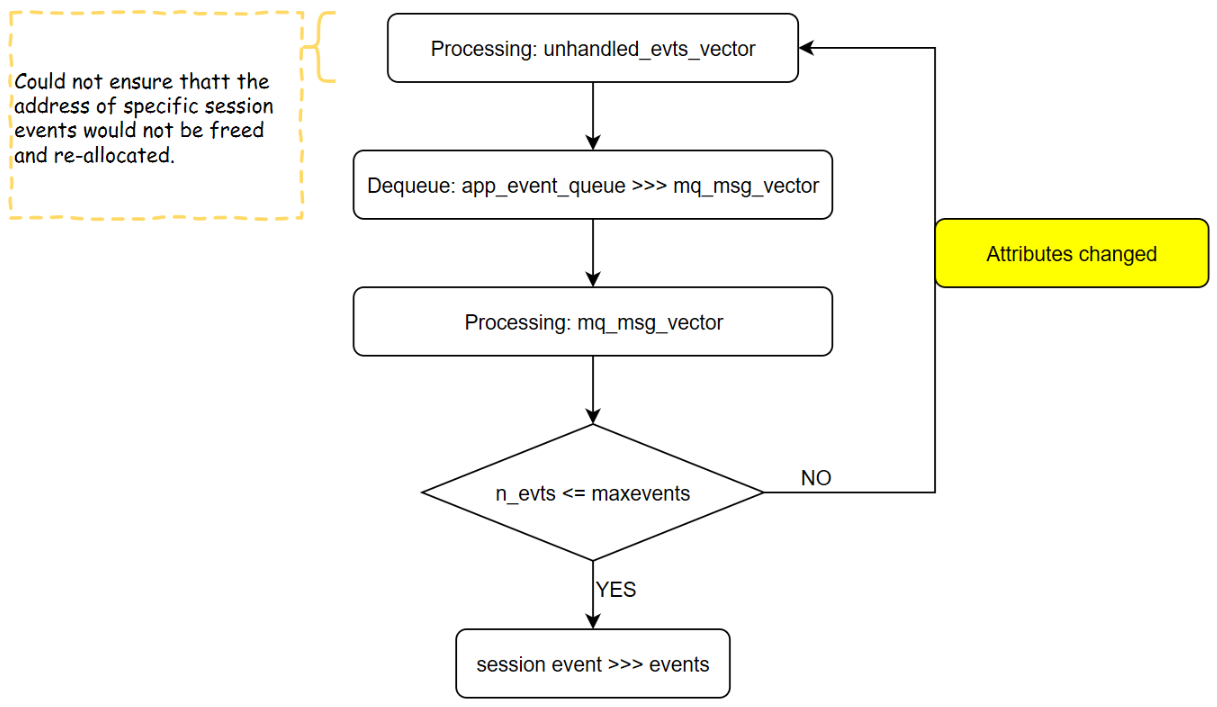 Processing: unhandled_evts_vector
Could not ensure thatt the
address of specific session
events would not be freed
and re-allocated.
Dequeue: app_event_queue >>> mq_msg_vector
Attributes changed
Processing: mq_msg_vector
n_evts <= maxevents
NO
YES
session event >>> events